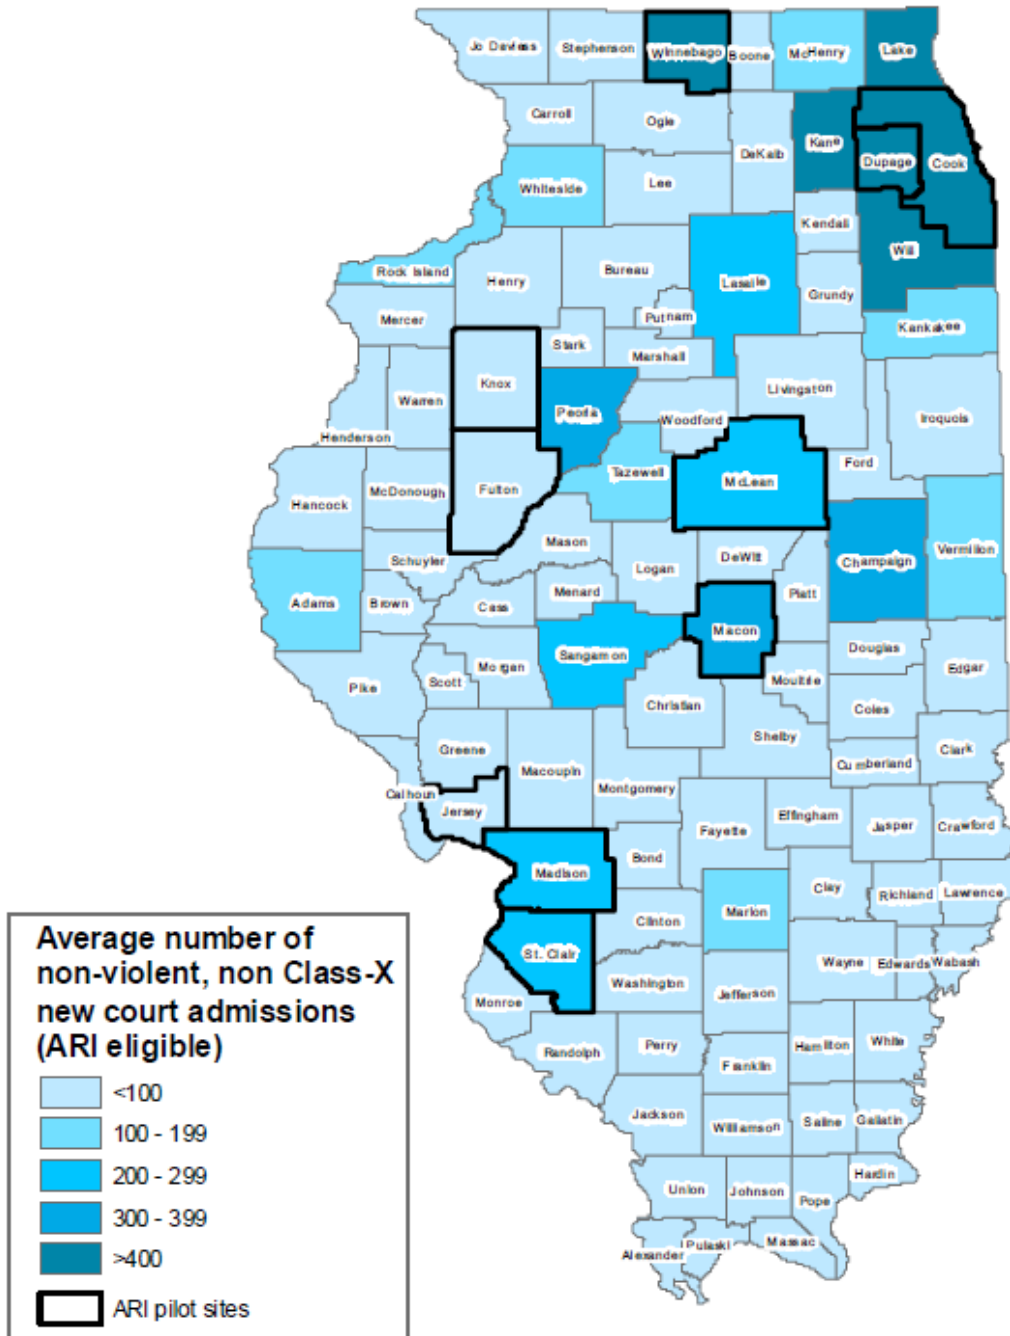 Jo Daviess
Stephenson
Winnebago
Boone
McHenry
Lake
Carroll
Ogle
DeKalb
Kane
Dupage
Cook
Whiteside
Lee
Kendall
Will
Rock Island
Henry
Bureau
Lasalle
Grundy
Putnam
Kankakee
Mercer
Stark
Marshall
Knox
Livingston
Warren
Peoria
Woodford
Iroquois
Henderson
Ford
Hancock
McDonough
Fulton
Tazewell
McLean
Mason
Vermilion
Schuyler
Logan
DeWitt
Champaign
Adams
Brown
Cass
Menard
Piatt
Macon
Sangamon
Douglas
Edgar
Pike
Scott
Morgan
Moultrie
Christian
Coles
Shelby
Greene
Clark
Cumberland
Macoupin
Montgomery
Calhoun
Jersey
Effingham
Fayette
Jasper
Crawford
Bond
Madison
Clay
Richland
Lawrence
Marion
Clinton
St. Clair
Wayne
Edwards
Wabash
Washington
Jefferson
Monroe
Randolph
Perry
Hamilton
White
Franklin
Jackson
Williamson
Saline
Gallatin
Hardin
Union
Johnson
Pope
Massac
Pulaski
Alexander
Average number of
non-violent, non Class-X
new court admissions
(ARI eligible)
<100
100 - 199
200 - 299
300 - 399
>400
ARI pilot sites